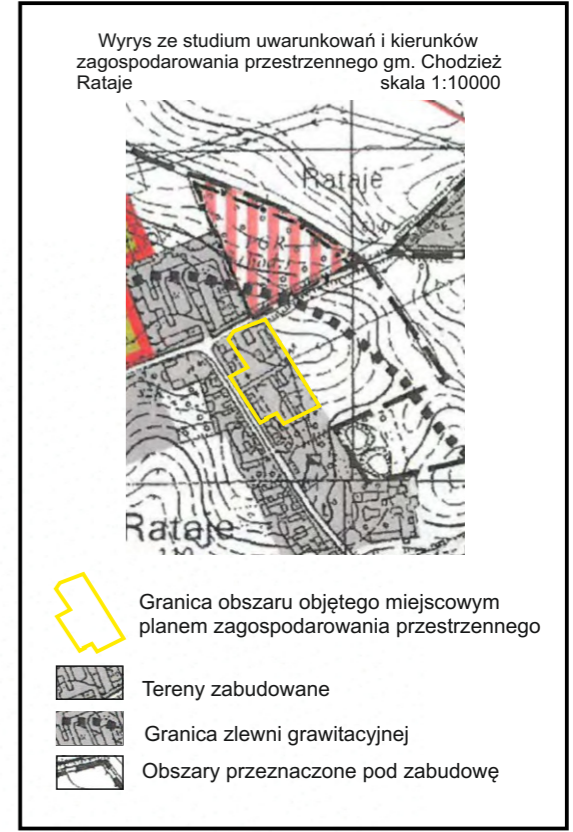 Wyrys ze studium uwarunkowań i kierunków
zagospodarowania przestrzennego gm. Chodzież
Rataje skala 1:10000
Rataje
Rataje
Granica obszaru objętego miejscowym
planem zagospodarowania przestrzennego
Tereny zabudowane
Granica zlewni grawitacyjnej
Obszary przeznaczone pod zabudowę